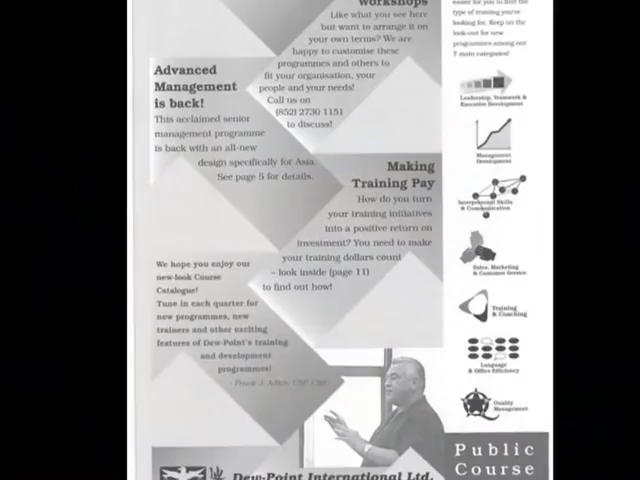 Workshops
Like what you see here
but want to arrange it on
your own terms? We are
happy to customise these
programmes and others to
fit your organisation, your
people and your needs!
Call us on
(852) 2730 1151
to discuss!
Advanced
Management
is back!
This acclaimed senior
management programme
is back with an all-new
design specifically for Asia.
See page 5 for details.
Making
Training Pay
How do you turn
your training initiatives
into a positive return on
investment? You need to make
your training dollars count
– look inside (page 11)
to find out how!
We hope you enjoy our
new-look Course
Catalogue!
Tune in each quarter for
new programmes, new
trainers and other exciting
features of Dew-Point's training
and development
programmes!
Dew-Point International Ltd.
easier for you to find the
type of training you're
looking for. Keep on the
look-out for new
programmes among our
7 main categories!
Leadership, Teamwork &
Executive Development
Management
Development
Interpersonal Skills
& Communication
Sales, Marketing
& Customer Service
Training
& Coaching
Language
& Office Efficiency
Quality
Management
Public
Course